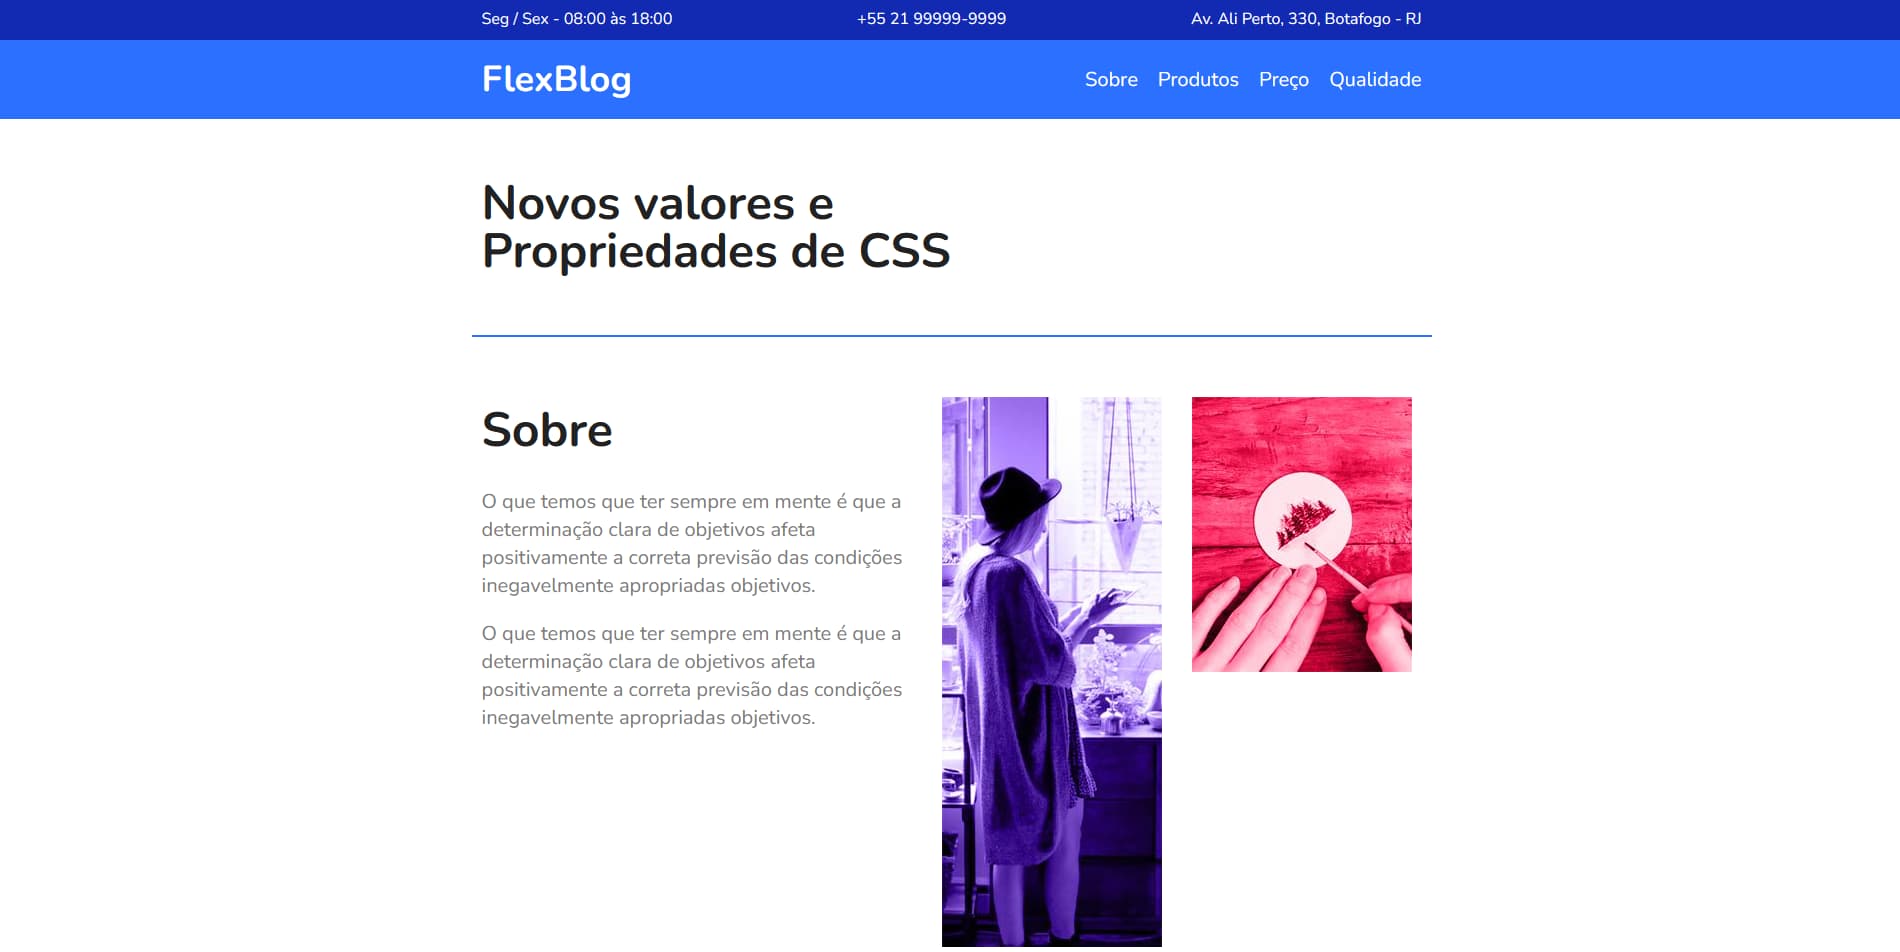 Seg / Sex - 08:00 às 18:00
+55 21 99999-9999
Av. Ali Perto, 330, Botafogo - RJ
FlexBlog
Sobre
Produtos
Preço
Qualidade
Novos valores e
Propriedades de CSS
Sobre
O que temos que ter sempre em mente é que a
determinação clara de objetivos afeta
positivamente a correta previsão das condições
inegavelmente apropriadas objetivos.
O que temos que ter sempre em mente é que a
determinação clara de objetivos afeta
positivamente a correta previsão das condições
inegavelmente apropriadas objetivos.